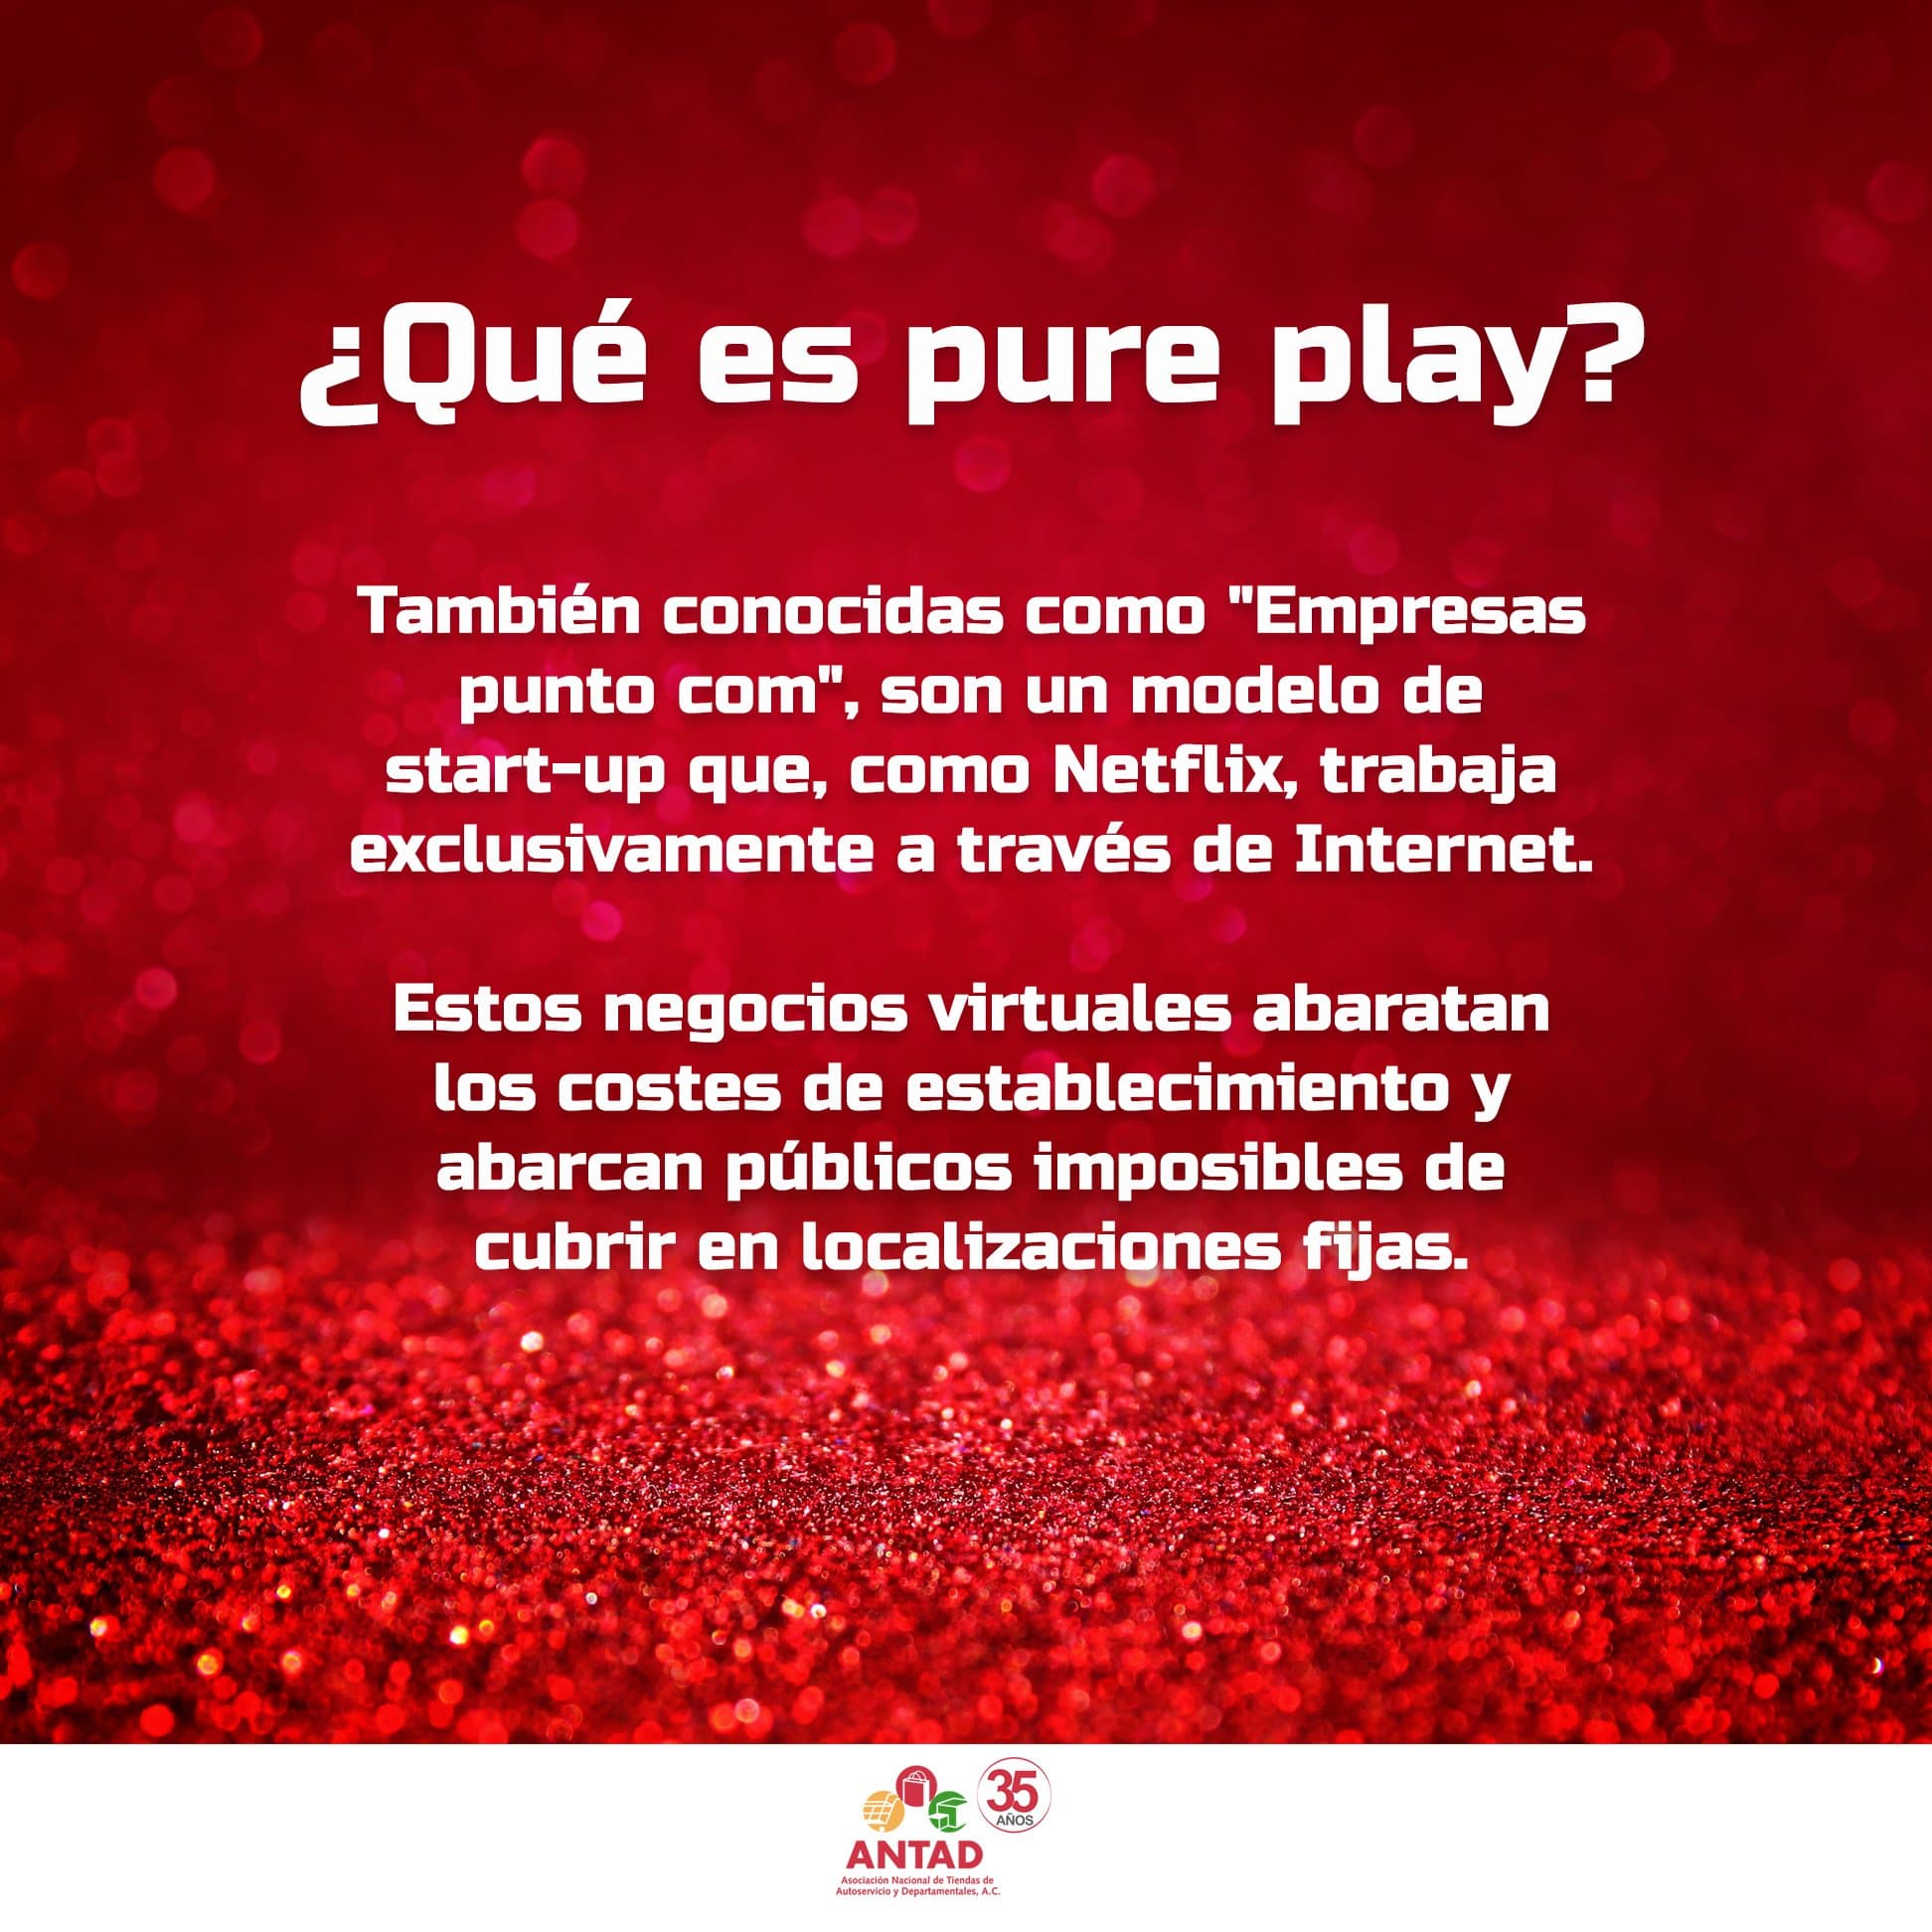 ¿Qué es pure play?
También conocidas como "Empresas
punto com", son un modelo de
start-up que, como Netflix, trabaja
exclusivamente a través de Internet.
Estos negocios virtuales abaratan
los costes de establecimiento y
abarcan públicos imposibles de
cubrir en localizaciones fijas.
35
AÑOS
ANTAD
Asociación Nacional de Tiendas de
Autoservicio y Departamentales, A.C.